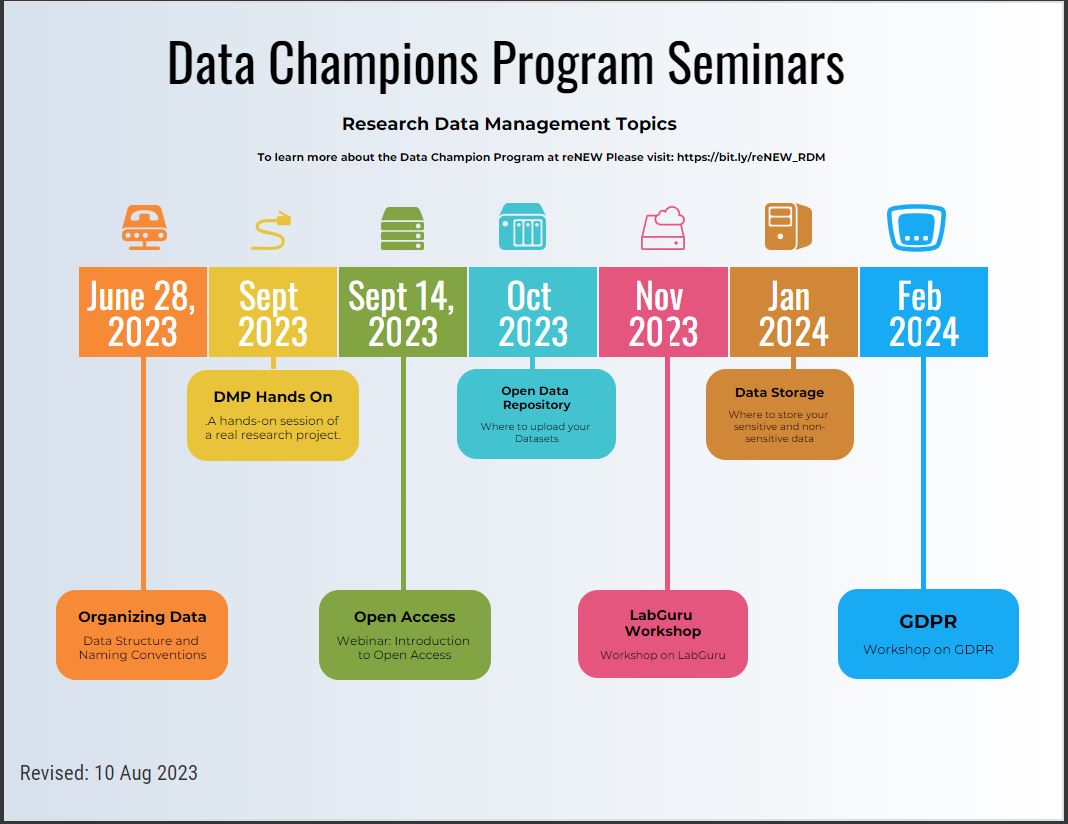 Data Champions Program Seminars
Research Data Management Topics
To learn more about the Data Champion Program at reNEW Please visit: https://bit.ly/reNEW_RDM
June 28,
2023
Sept
2023
Sept 14,
2023
Oct
2023
Nov
2023
Jan
2024
Feb
2024
DMP Hands On
.A hands-on session of
a real research project.
Open Data
Repository
Where to upload your
Datasets
Data Storage
Where to store your
sensitive and non-
sensitive data
Organizing Data
Data Structure and
Naming Conventions
Open Access
Webinar: Introduction
to Open Access
LabGuru
Workshop
Workshop on LabGuru
GDPR
Workshop on GDPR
Revised: 10 Aug 2023